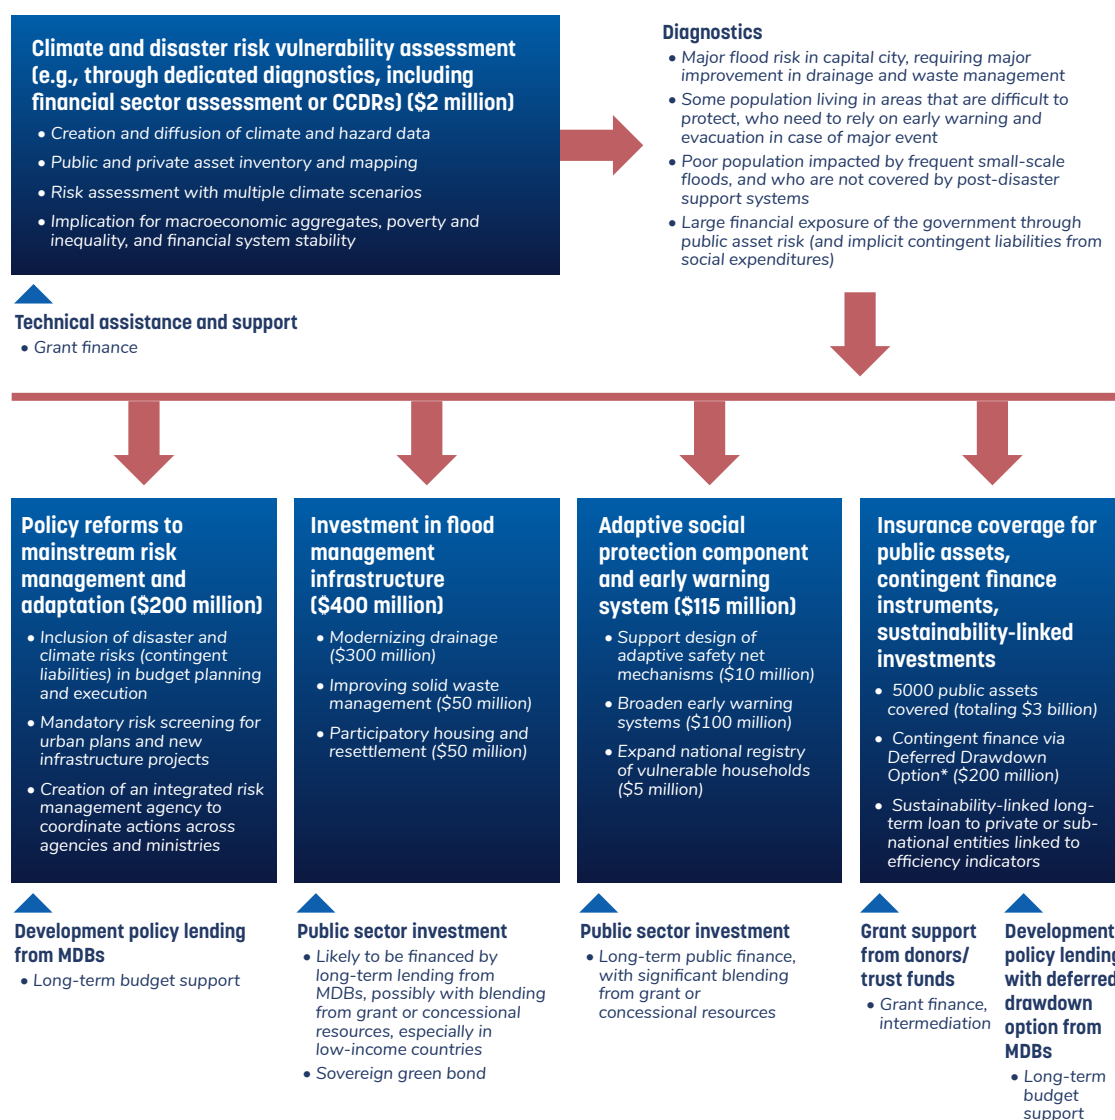 Climate and disaster risk vulnerability assessment
(e.g., through dedicated diagnostics, including
financial sector assessment or CCDRs) ($2 million)
• Creation and diffusion of climate and hazard data
• Public and private asset inventory and mapping
• Risk assessment with multiple climate scenarios
• Implication for macroeconomic aggregates, poverty and
inequality, and financial system stability
Technical assistance and support
• Grant finance
Diagnostics
• Major flood risk in capital city, requiring major
improvement in drainage and waste management
• Some population living in areas that are difficult to
protect, who need to rely on early warning and
evacuation in case of major event
• Poor population impacted by frequent small-scale
floods, and who are not covered by post-disaster
support systems
• Large financial exposure of the government through
public asset risk (and implicit contingent liabilities from
social expenditures)
Policy reforms to
mainstream risk
management and
adaptation ($200 million)
• Inclusion of disaster and
climate risks (contingent
liabilities) in budget planning
and execution
• Mandatory risk screening for
urban plans and new
infrastructure projects
• Creation of an integrated risk
management agency to
coordinate actions across
agencies and ministries
Development policy lending
from MDBs
• Long-term budget support
Investment in flood
management
infrastructure
($400 million)
• Modernizing drainage
($300 million)
• Improving solid waste
management ($50 million)
• Participatory housing and
resettlement ($50 million)
Public sector investment
• Likely to be financed by
long-term lending from
MDBs, possibly with blending
from grant or concessional
resources, especially in
low-income countries
• Sovereign green bond
Adaptive social
protection component
and early warning
system ($115 million)
• Support design of
adaptive safety net
mechanisms ($10 million)
• Broaden early warning
systems ($100 million)
• Expand national registry
of vulnerable households
($5 million)
Public sector investment
• Long-term public finance,
with significant blending
from grant or
concessional resources
Insurance coverage for
public assets,
contingent finance
instruments,
sustainability-linked
investments
• 5000 public assets
covered (totaling $3 billion)
• Contingent finance via
Deferred Drawdown
Option* ($200 million)
• Sustainability-linked long-
term loan to private or sub-
national entities linked to
efficiency indicators
Grant support
from donors/
trust funds
• Grant finance,
intermediation
Development
policy lending
with deferred
drawdown
option from
MDBs
• Long-term
budget
support